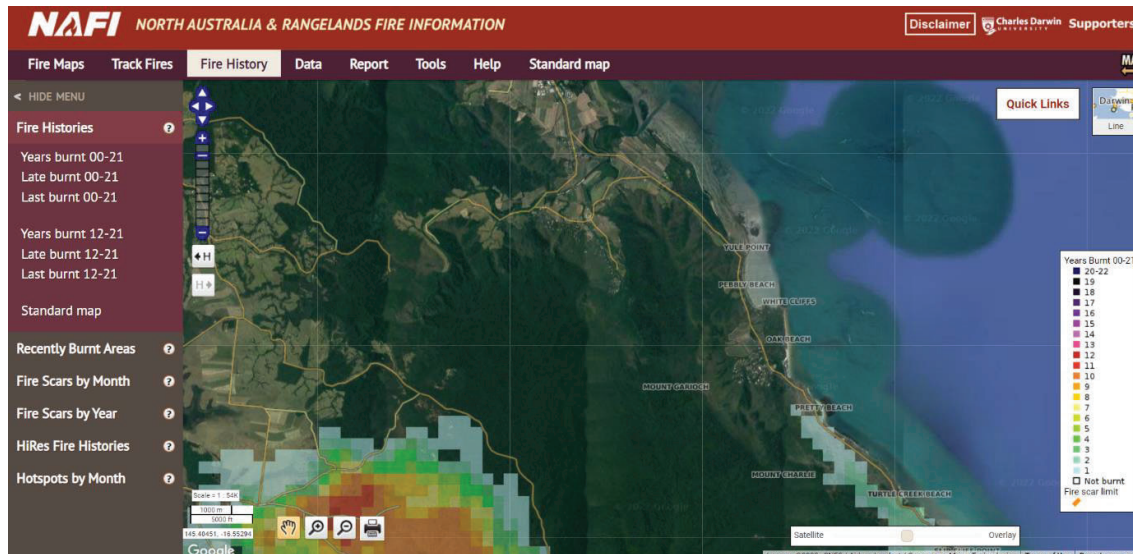 NAFI NORTH AUSTRALIA & RANGELANDS FIRE INFORMATION
Disclaimer Charles Darwin UNIVERSITY Supporters
Fire Maps Track Fires Fire History Data Report Tools Help Standard map
< HIDE MENU
Fire Histories ?
Years burnt 00-21
Late burnt 00-21
Last burnt 00-21
Years burnt 12-21
Late burnt 12-21
Last burnt 12-21
Standard map
Recently Burnt Areas ?
Fire Scars by Month ?
Fire Scars by Year ?
HiRes Fire Histories ?
Hotspots by Month ?
H
H
Quick Links
Darwin
Line
YULE POINT
PEBBLY BEACH
WHITE CLIFFS
OAK BEACH
MOUNT GARIOCH
PRETTY BEACH
MOUNT CHARLIE
TURTLE CREEK BEACH
Years Burnt 00-21
20-22
19
18
17
16
15
14
13
12
11
10
9
8
7
6
5
4
3
2
1
Not burnt
Fire scar limit
Scale = 1 : 54K
1000 m
5000 ft
145.40451, -16.55294
Google
Satellite Overlay